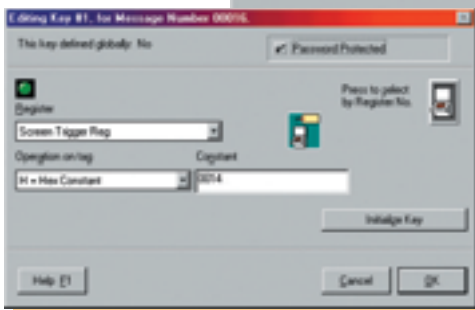 Editing Key #1, for Message Number 00016.
This key defined globally: No
Password Protected
Register
Screen Trigger Reg
Press to select
by Register No.
Operation on tag
Constant
H = Hex Constant
0014
Initialize Key
Help F1
Cancel
OK